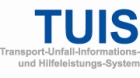 TUIS
Transport-Unfall-Informations-
und Hilfeleistungs-System